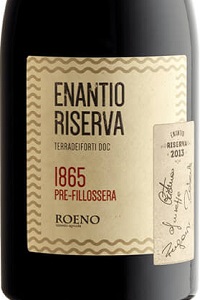 ENANTIO
RISERVA
TERRADEIFORTI DOC
1865
PRE-FILLOSSERA
ROENO
ENANTIO
RISERVA
2013